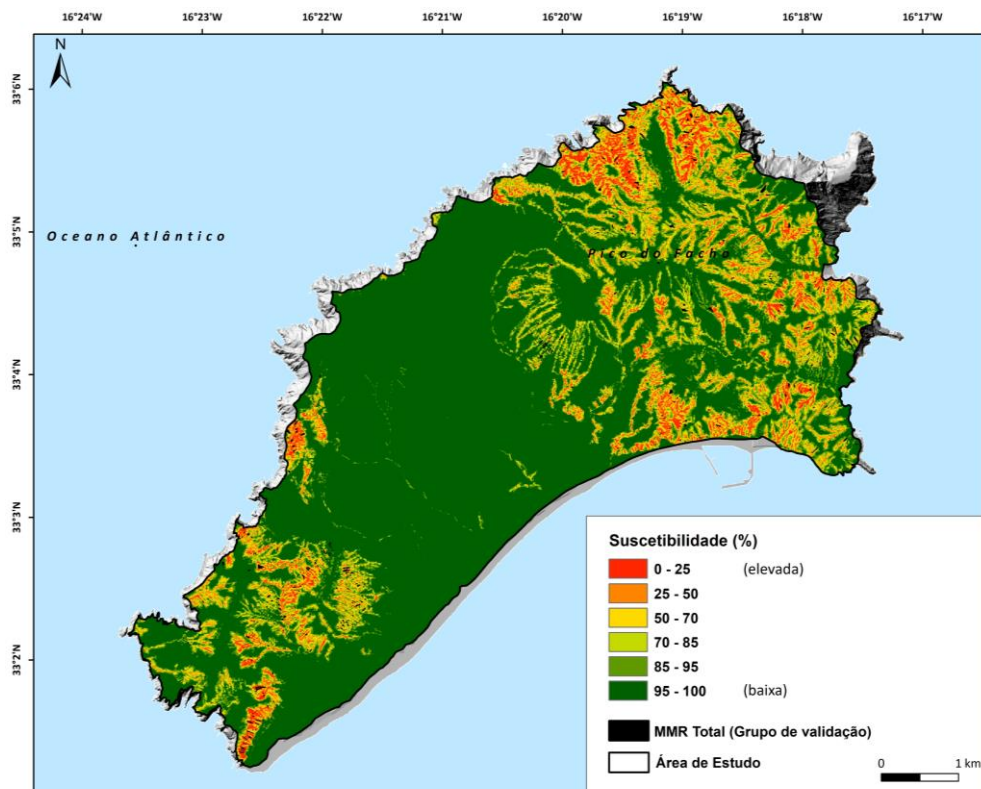 16°24'W 16°23'W 16°22'W 16°21'W 16°20'W 16°19'W 16°18'W 16°17'W
N
33°6'N
33°5'N
Oceano Atlântico
Pico do Facho
33°4'N
33°3'N
33°2'N
Suscetibilidade (%)
0 - 25 (elevada)
25 - 50
50 - 70
70 - 85
85 - 95
95 - 100 (baixa)
MMR Total (Grupo de validação)
Área de Estudo
0 1 km